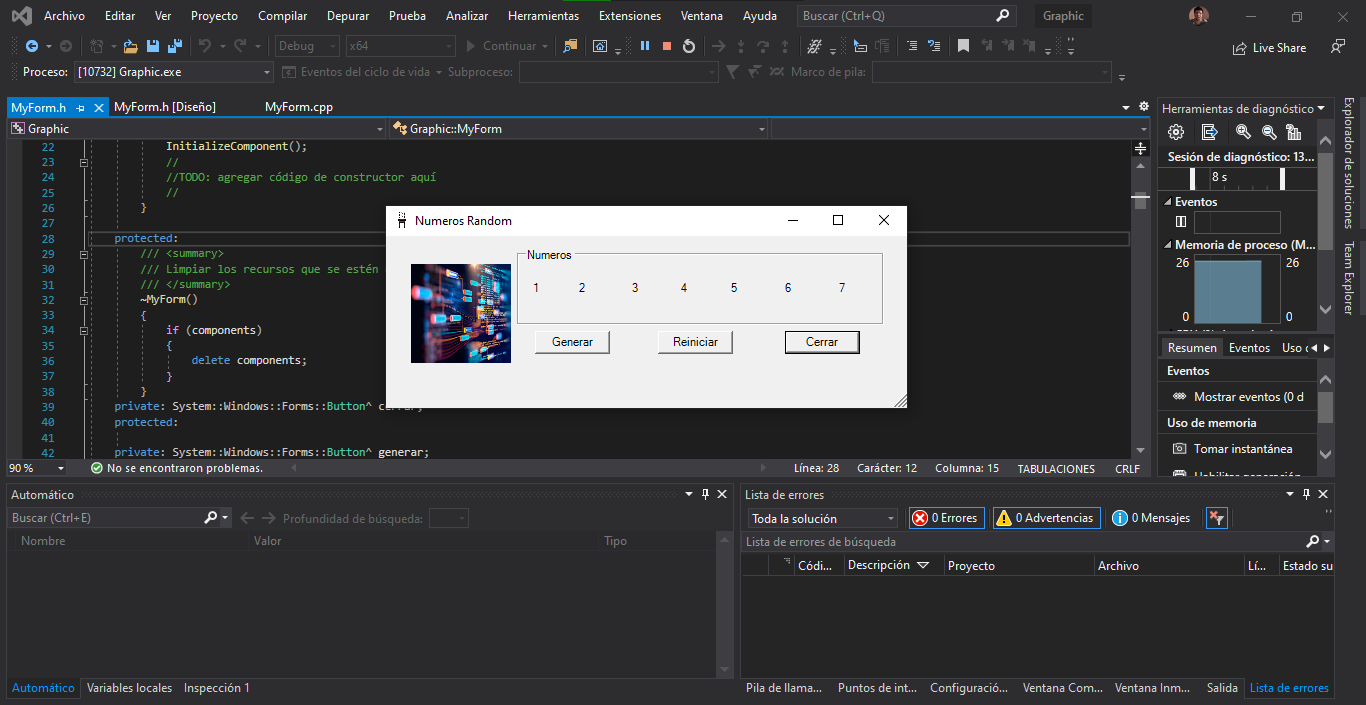 Archivo Editar Ver Proyecto Compilar Depurar Prueba Analizar Herramientas Extensiones Ventana Ayuda Buscar (Ctrl+Q) Graphic
Debug x64 Continuar Live Share
Proceso: [10732] Graphic.exe Eventos del ciclo de vida Subproceso: Marco de pila:
MyForm.h MyForm.h [Diseño] MyForm.cpp
Graphic Graphic::MyForm
22 InitializeComponent();
23 //
24 //TODO: agregar código de constructor aquí
25 //
26 }
27
28 protected:
29 /// <summary>
30 /// Limpiar los recursos que se estén
31 /// </summary>
32 ~MyForm()
33 {
34 if (components)
35 {
36 delete components;
37 }
38 }
39 private: System::Windows::Forms::Button^ cerrar;
40 protected:
41
42 private: System::Windows::Forms::Button^ generar;
Numeros Random
Numeros
1 2 3 4 5 6 7
Generar Reiniciar Cerrar
90 % No se encontraron problemas. Línea: 28 Carácter: 12 Columna: 15 TABULACIONES CRLF
Herramientas de diagnóstico
Sesión de diagnóstico: 13...
8 s
Eventos
Memoria de proceso (M...
26 26
0 0
Resumen Eventos Uso
Eventos
Mostrar eventos (0 d
Uso de memoria
Tomar instantánea
Explorador de soluciones
Team Explorer
Automático
Buscar (Ctrl+E) Profundidad de búsqueda:
Nombre Valor Tipo
Automático Variables locales Inspección 1
Lista de errores
Toda la solución 0 Errores 0 Advertencias 0 Mensajes
Lista de errores de búsqueda
Códi... Descripción Proyecto Archivo Lí... Estado su
Pila de llama... Puntos de int... Configuració... Ventana Com... Ventana Inm... Salida Lista de errores